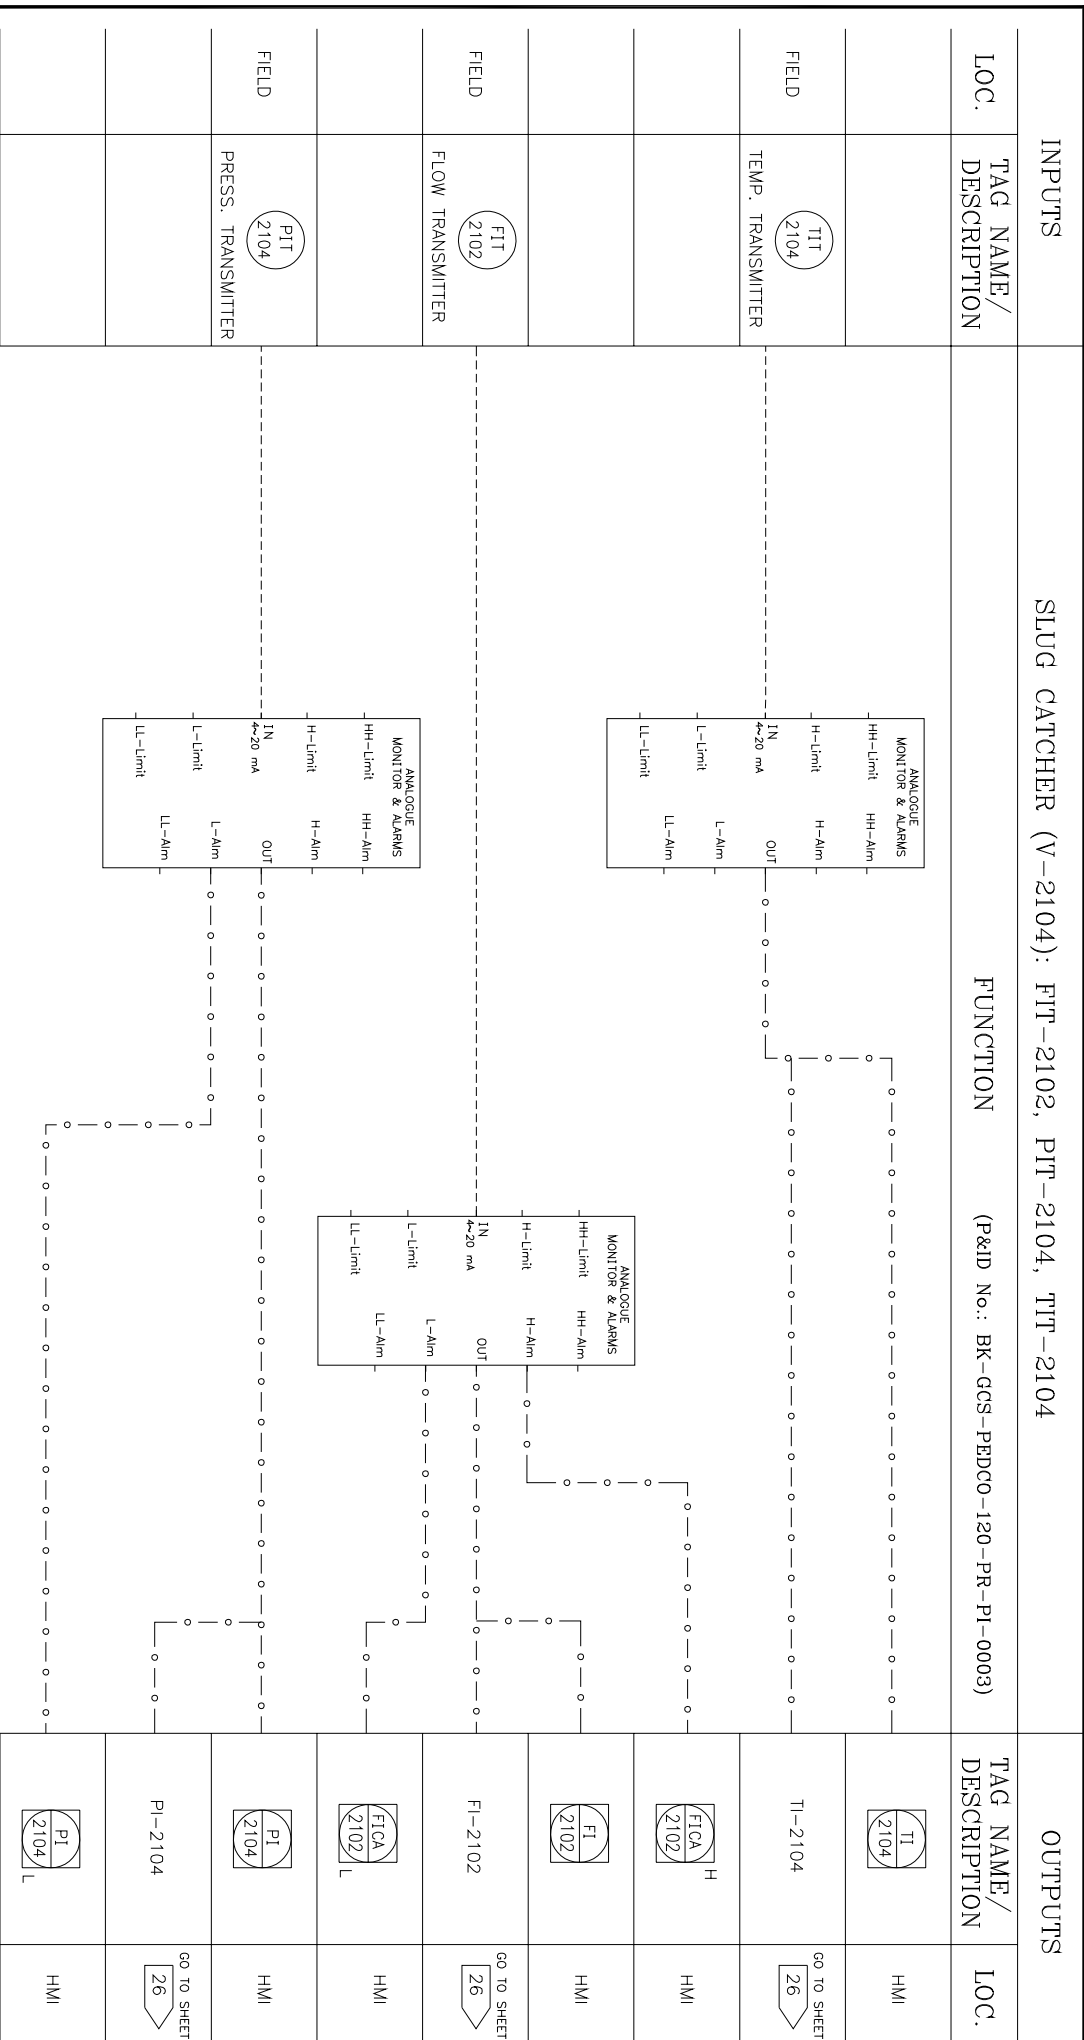 INPUTS
SLUG CATCHER (V-2104): FIT-2102, PIT-2104, TIT-2104
OUTPUTS
LOC.
TAG NAME/
DESCRIPTION
FUNCTION
(P&ID No.: BK-GCS-PEDCO-120-PR-PI-0003)
TAG NAME/
DESCRIPTION
LOC.
FIELD
TIT
2104
TEMP. TRANSMITTER
ANALOGUE
MONITOR & ALARMS
HH-Limit
HH-Alm
H-Limit
H-Alm
IN
4~20 mA
OUT
L-Limit
L-Alm
LL-Limit
LL-Alm
TI
2104
HMI
TI-2104
GO TO SHEET
26
FICA
2102
H
HMI
FI
2102
HMI
FIELD
FIT
2102
FLOW TRANSMITTER
ANALOGUE
MONITOR & ALARMS
HH-Limit
HH-Alm
H-Limit
H-Alm
IN
4~20 mA
OUT
L-Limit
L-Alm
LL-Limit
LL-Alm
FI-2102
GO TO SHEET
26
FICA
2102
L
HMI
FIELD
PIT
2104
PRESS. TRANSMITTER
ANALOGUE
MONITOR & ALARMS
HH-Limit
HH-Alm
H-Limit
H-Alm
IN
4~20 mA
OUT
L-Limit
L-Alm
LL-Limit
LL-Alm
PI
2104
HMI
PI-2104
GO TO SHEET
26
PI
2104
L
HMI